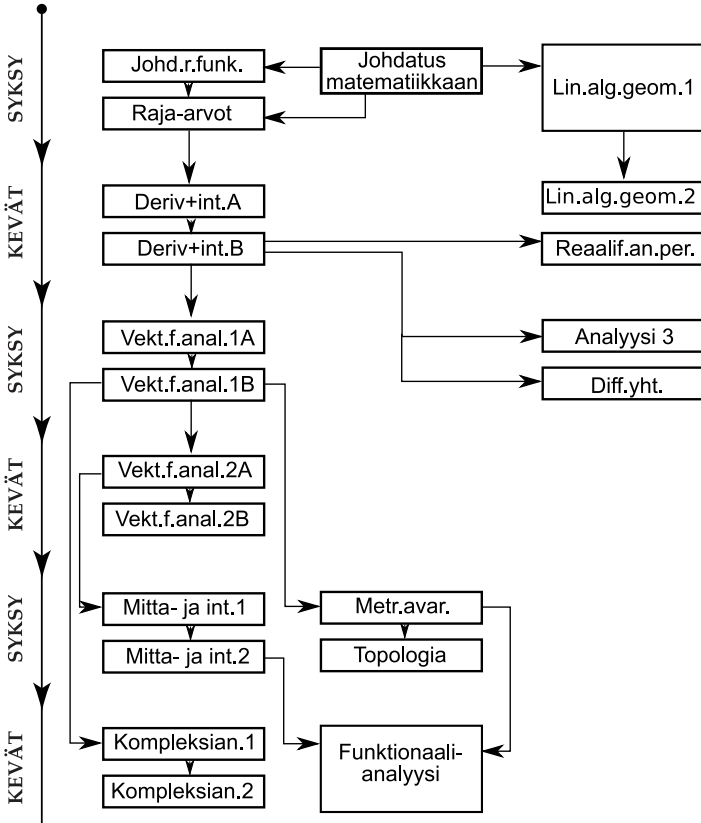 SYKSY
Johd.r.funk.
Johdatus
matematiikkaan
Lin.alg.geom.1
Raja-arvot
KEVÄT
Deriv+int.A
Lin.alg.geom.2
Deriv+int.B
Reaalif.an.per.
SYKSY
Vekt.f.anal.1A
Analyysi 3
Vekt.f.anal.1B
Diff.yht.
KEVÄT
Vekt.f.anal.2A
Vekt.f.anal.2B
SYKSY
Mitta- ja int.1
Metr.avar.
Mitta- ja int.2
Topologia
KEVÄT
Kompleksian.1
Funktionaali-
analyysi
Kompleksian.2